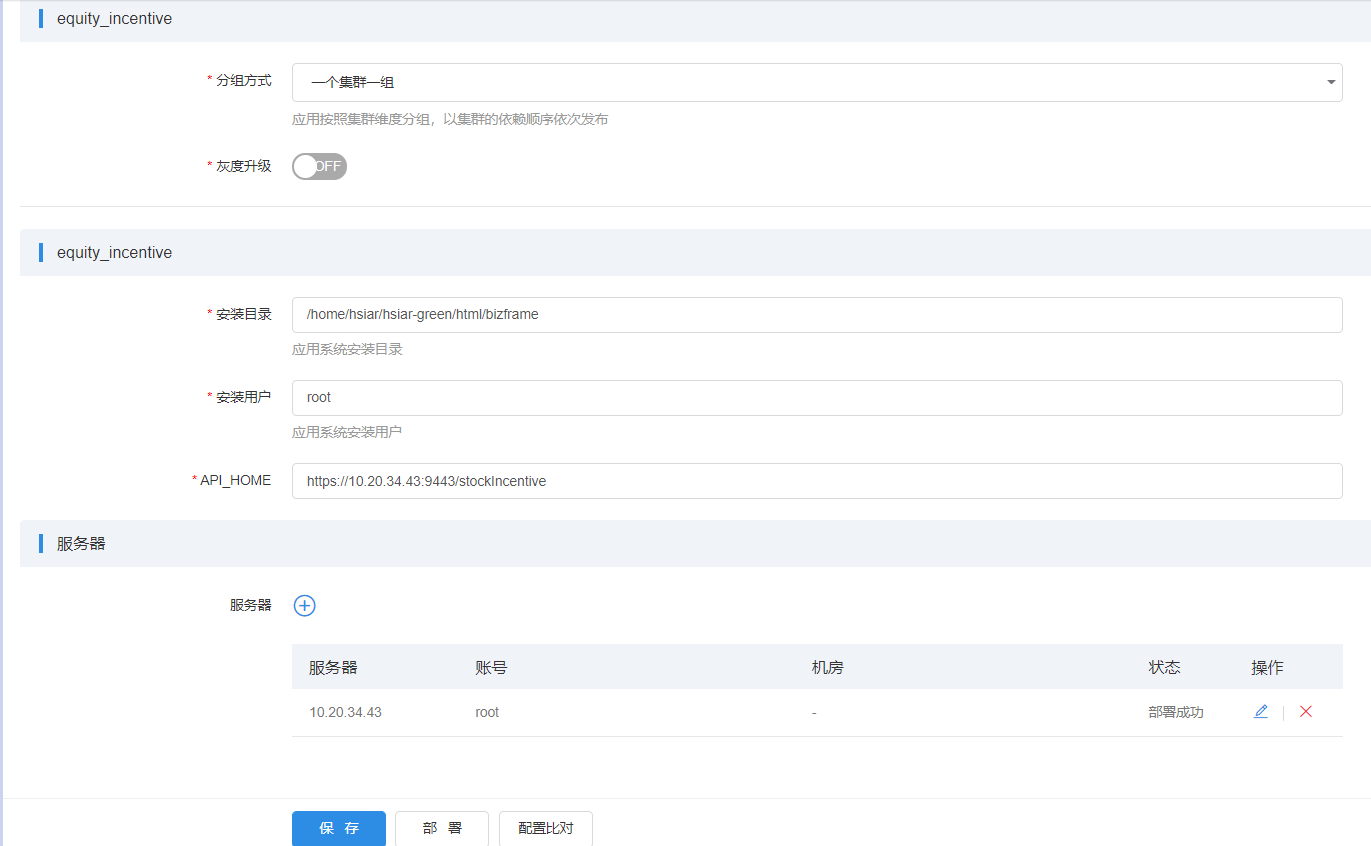 equity_incentive
* 分组方式
一个集群一组
应用按照集群维度分组，以集群的依赖顺序依次发布
* 灰度升级
OFF
equity_incentive
* 安装目录
/home/hsiar/hsiar-green/html/bizframe
应用系统安装目录
* 安装用户
root
应用系统安装用户
* API_HOME
https://10.20.34.43:9443/stockIncentive
服务器
服务器
服务器 账号 机房 状态 操作
10.20.34.43 root - 部署成功
保 存 部 署 配置比对